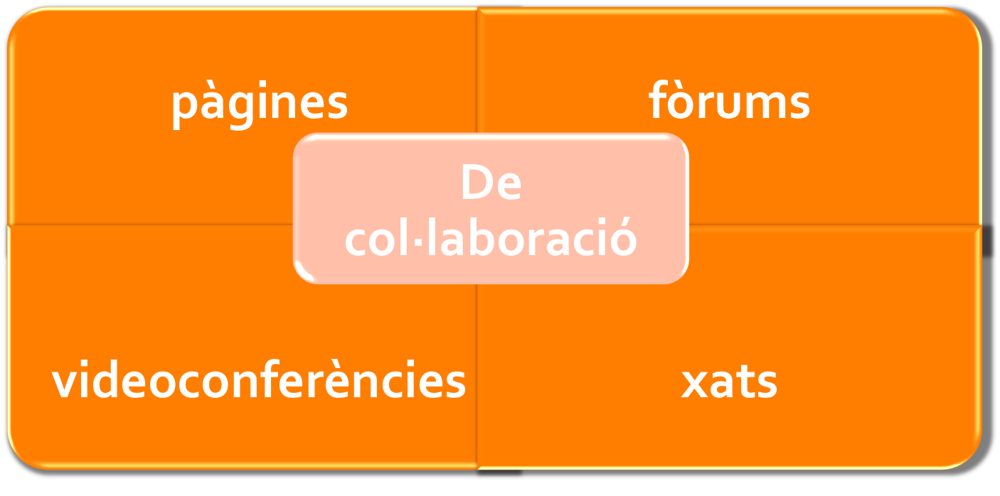 pàgines
fòrums
De
col·laboració
videoconferències
xats